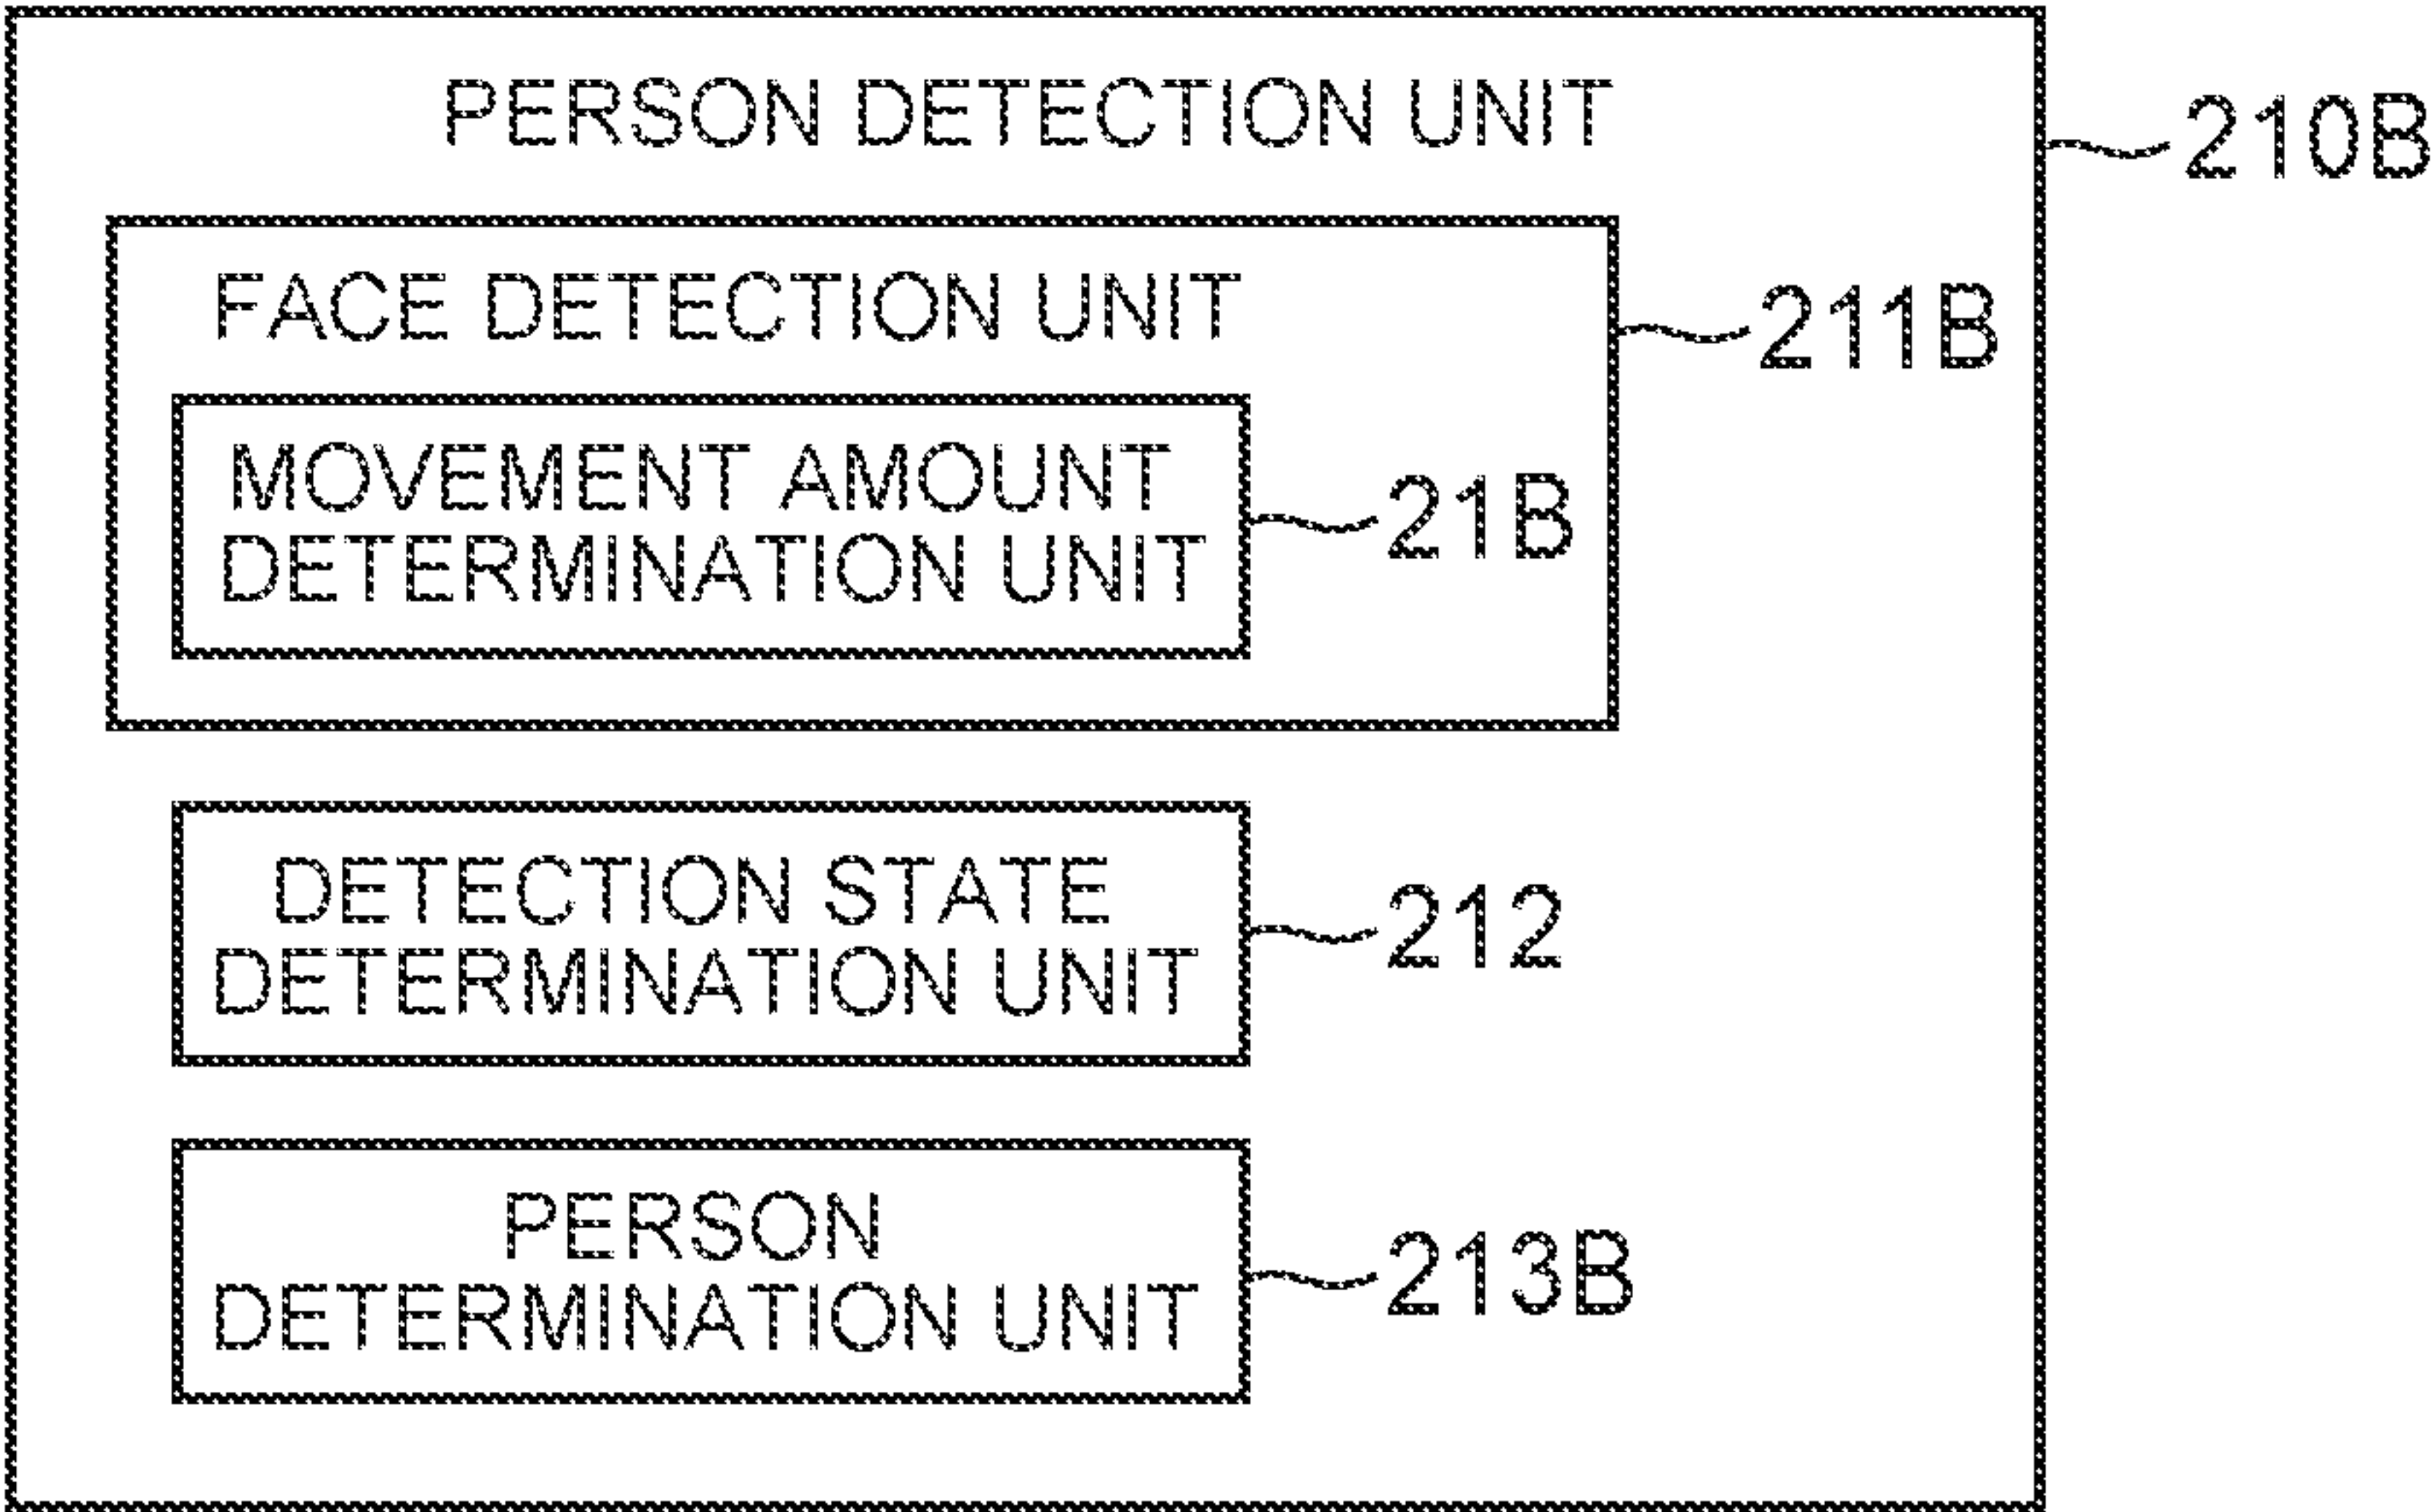 PERSON DETECTION UNIT
210B
FACE DETECTION UNIT
211B
MOVEMENT AMOUNT
DETERMINATION UNIT
21B
DETECTION STATE
DETERMINATION UNIT
212
PERSON
DETERMINATION UNIT
213B